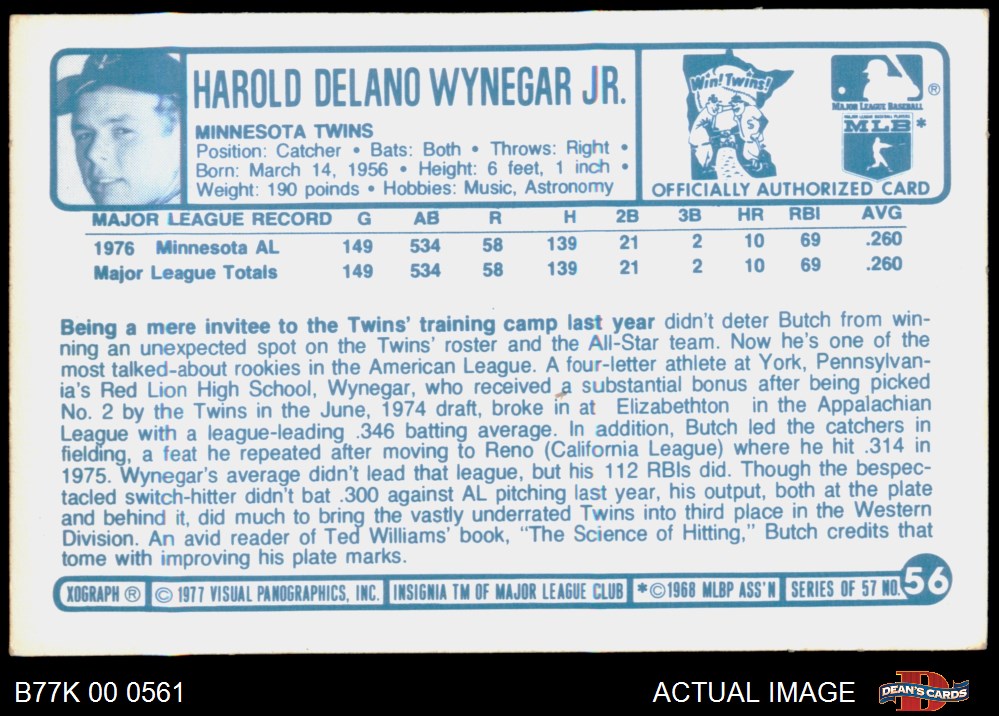 HAROLD DELANO WYNEGAR JR.
MINNESOTA TWINS
Position: Catcher • Bats: Both • Throws: Right •
Born: March 14, 1956 • Height: 6 feet, 1 inch •
Weight: 190 poinds • Hobbies: Music, Astronomy
Win! Twins!
MAJOR LEAGUE BASEBALL ®
MAJOR LEAGUE BASEBALL PLAYERS
MLB *
OFFICIALLY AUTHORIZED CARD
MAJOR LEAGUE RECORD G AB R H 2B 3B HR RBI AVG
1976 Minnesota AL 149 534 58 139 21 2 10 69 .260
Major League Totals 149 534 58 139 21 2 10 69 .260
Being a mere invitee to the Twins' training camp last year didn't deter Butch from win-
ning an unexpected spot on the Twins' roster and the All-Star team. Now he's one of the
most talked-about rookies in the American League. A four-letter athlete at York, Pennsylvan-
ia's Red Lion High School, Wynegar, who received a substantial bonus after being picked
No. 2 by the Twins in the June, 1974 draft, broke in at Elizabethton in the Appalachian
League with a league-leading .346 batting average. In addition, Butch led the catchers in
fielding, a feat he repeated after moving to Reno (California League) where he hit .314 in
1975. Wynegar's average didn't lead that league, but his 112 RBIs did. Though the bespec-
tacled switch-hitter didn't bat .300 against AL pitching last year, his output, both at the plate
and behind it, did much to bring the vastly underrated Twins into third place in the Western
Division. An avid reader of Ted Williams' book, "The Science of Hitting," Butch credits that
tome with improving his plate marks.
XOGRAPH ® © 1977 VISUAL PANOGRAPHICS, INC. INSIGNIA TM OF MAJOR LEAGUE CLUB *©1968 MLBP ASS'N SERIES OF 57 NO. 56
B77K 00 0561 ACTUAL IMAGE DEAN'S CARDS